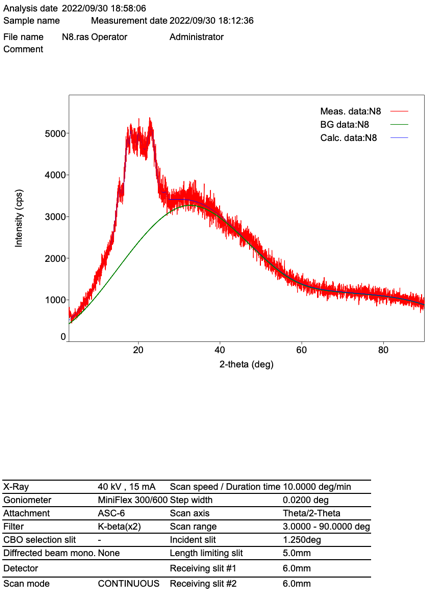 Analysis date 2022/09/30 18:58:06
Sample name Measurement date 2022/09/30 18:12:36
File name N8.ras Operator Administrator
Comment
Meas. data:N8
BG data:N8
Calc. data:N8
5000
4000
3000
2000
1000
0
Intensity (cps)
20 40 60 80
2-theta (deg)
X-Ray 40 kV , 15 mA Scan speed / Duration time 10.0000 deg/min
Goniometer MiniFlex 300/600 Step width 0.0200 deg
Attachment ASC-6 Scan axis Theta/2-Theta
Filter K-beta(x2) Scan range 3.0000 - 90.0000 deg
CBO selection slit - Incident slit 1.250deg
Diffrected beam mono. None Length limiting slit 5.0mm
Detector Receiving slit #1 6.0mm
Scan mode CONTINUOUS Receiving slit #2 6.0mm